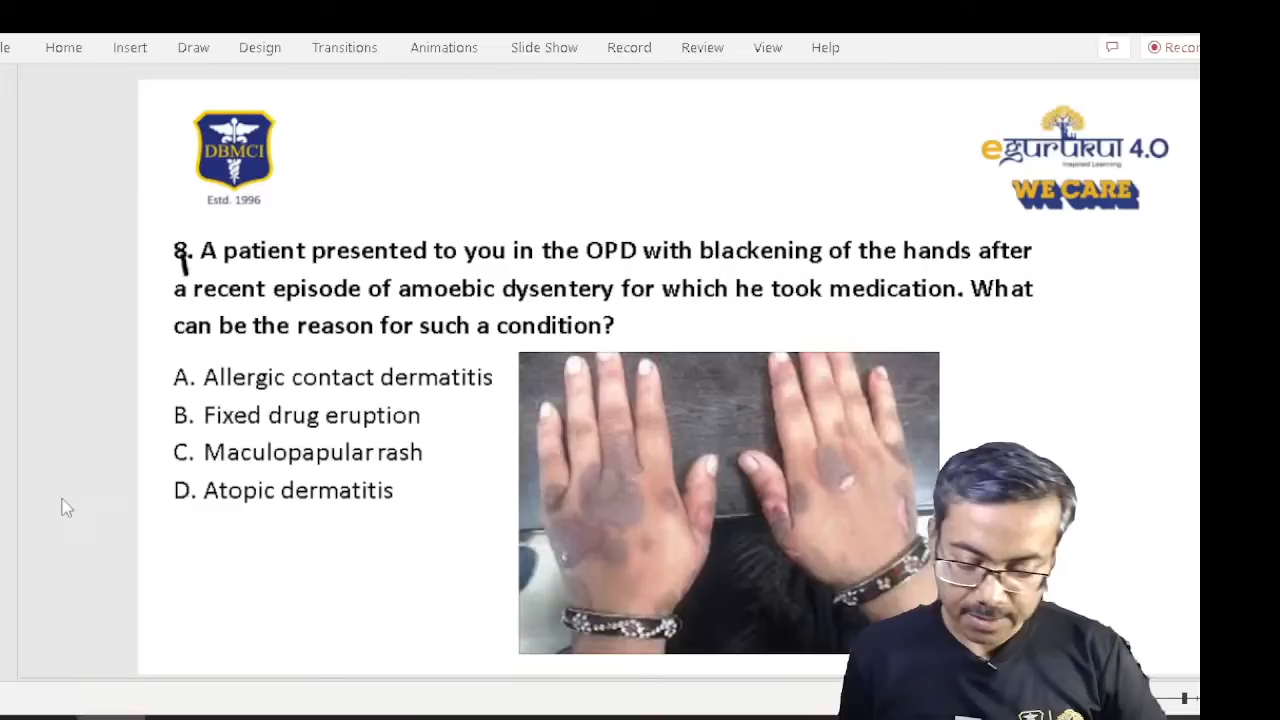 Home Insert Draw Design Transitions Animations Slide Show Record Review View Help
DBMCI
Estd. 1996
egurukul 4.0
Inspired Learning
WE CARE
8. A patient presented to you in the OPD with blackening of the hands after
a recent episode of amoebic dysentery for which he took medication. What
can be the reason for such a condition?
A. Allergic contact dermatitis
B. Fixed drug eruption
C. Maculopapular rash
D. Atopic dermatitis